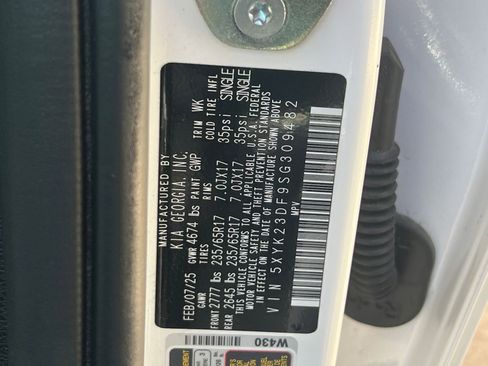 MANUFACTURED BY
KIA GEORGIA, INC.
FEB/07/25 GVWR 4674 lbs PAINT GWP TRIM WK
GAWR TIRES RIMS COLD TIRE INFL
FRONT 2777 lbs 235/65R17 7.0JX17 35psi SINGLE
REAR 2645 lbs 235/65R17 7.0JX17 35psi SINGLE
THIS VEHICLE CONFORMS TO ALL APPLICABLE U.S.A. FEDERAL
MOTOR VEHICLE SAFETY AND THEFT PREVENTION STANDARDS
IN EFFECT ON THE DATE OF MANUFACTURE SHOWN ABOVE.
MPV
VIN 5XYK23DF9SG309482
W430